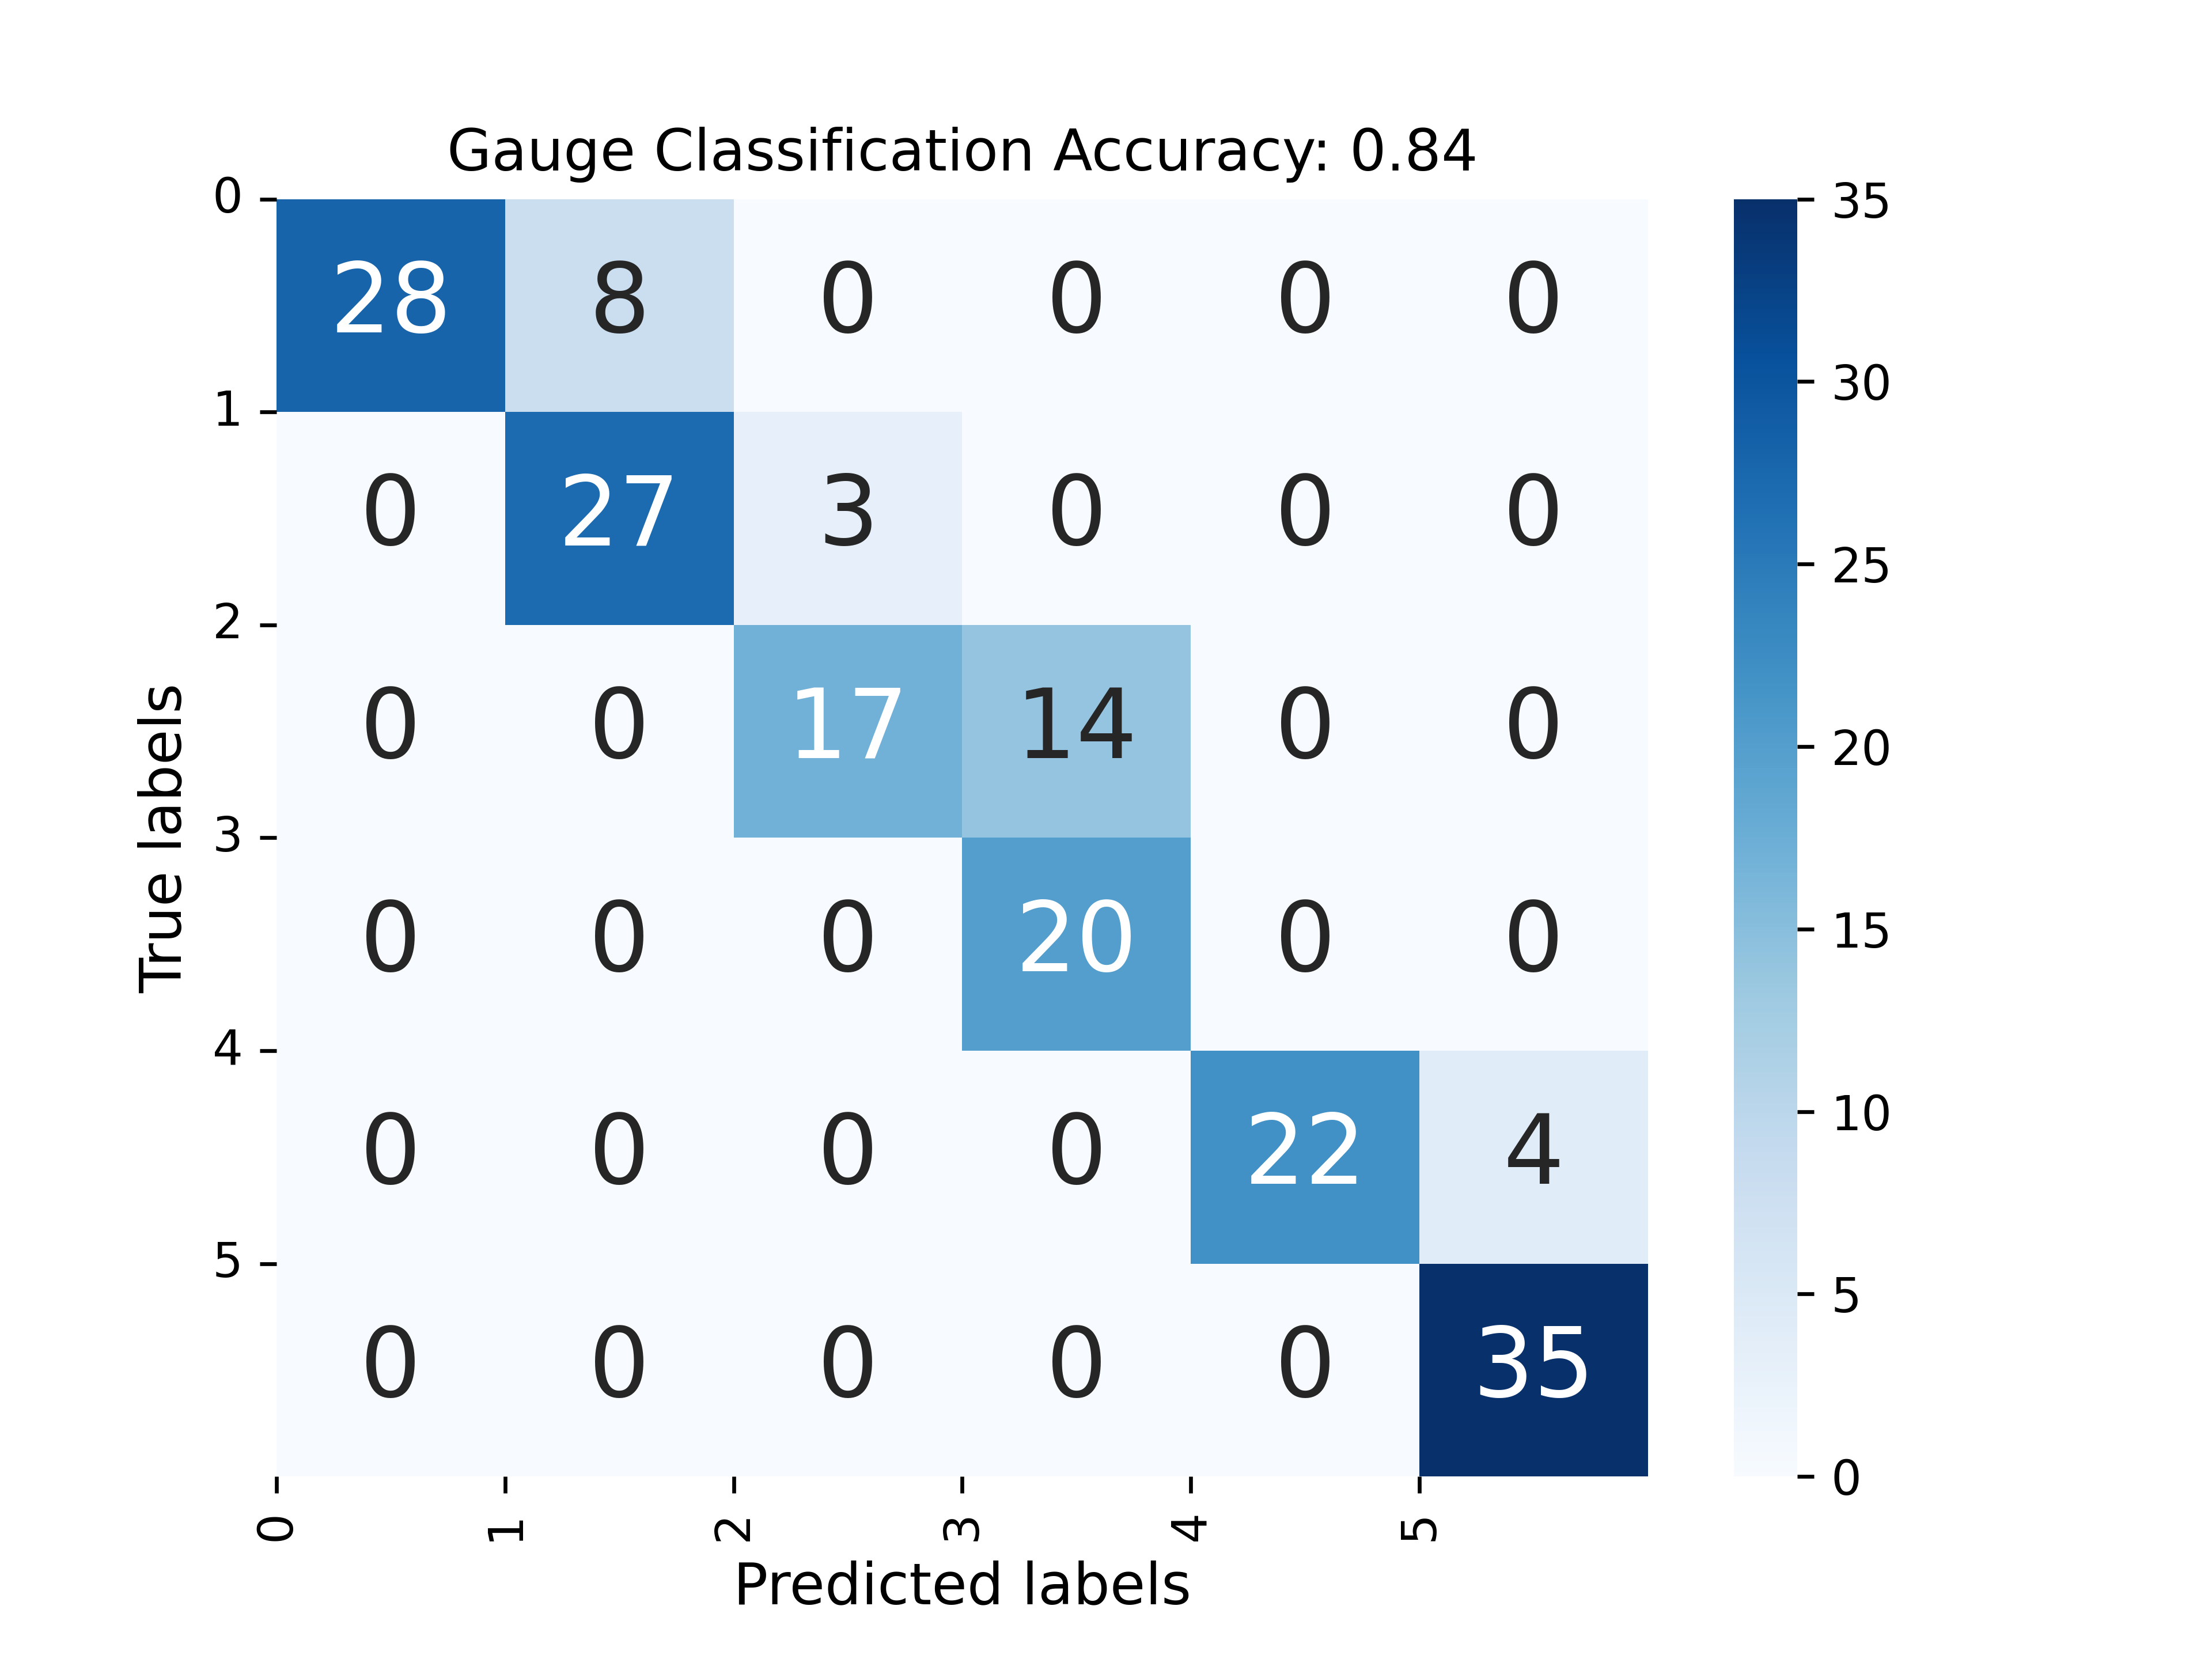 Gauge Classification Accuracy: 0.84
0
28 8 0 0 0 0
1
0 27 3 0 0 0
2
0 0 17 14 0 0
3
0 0 0 20 0 0
4
0 0 0 0 22 4
5
0 0 0 0 0 35
True labels
0 1 2 3 4 5
Predicted labels
35
30
25
20
15
10
5
0